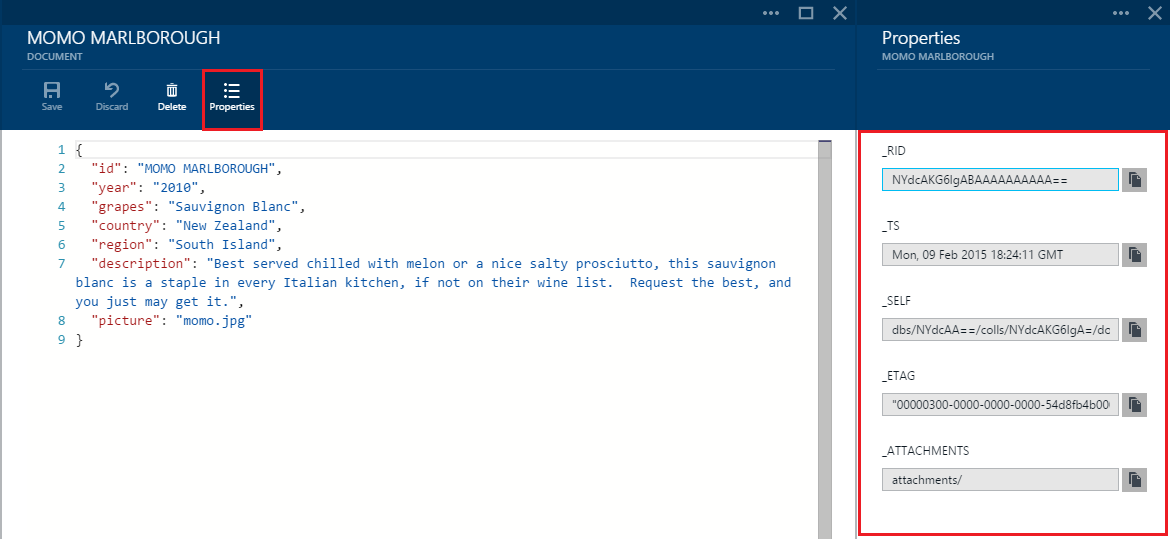 MOMO MARLBOROUGH
DOCUMENT
Save
Discard
Delete
Properties
1 {
2 "id": "MOMO MARLBOROUGH",
3 "year": "2010",
4 "grapes": "Sauvignon Blanc",
5 "country": "New Zealand",
6 "region": "South Island",
7 "description": "Best served chilled with melon or a nice salty prosciutto, this sauvignon
blanc is a staple in every Italian kitchen, if not on their wine list.  Request the best, and
you just may get it.",
8 "picture": "momo.jpg"
9 }
Properties
MOMO MARLBOROUGH
_RID
NYdcAKG6IgABAAAAAAAAAA==
_TS
Mon, 09 Feb 2015 18:24:11 GMT
_SELF
dbs/NYdcAA==/colls/NYdcAKG6IgA=/do
_ETAG
"00000300-0000-0000-0000-54d8fb4b00
_ATTACHMENTS
attachments/